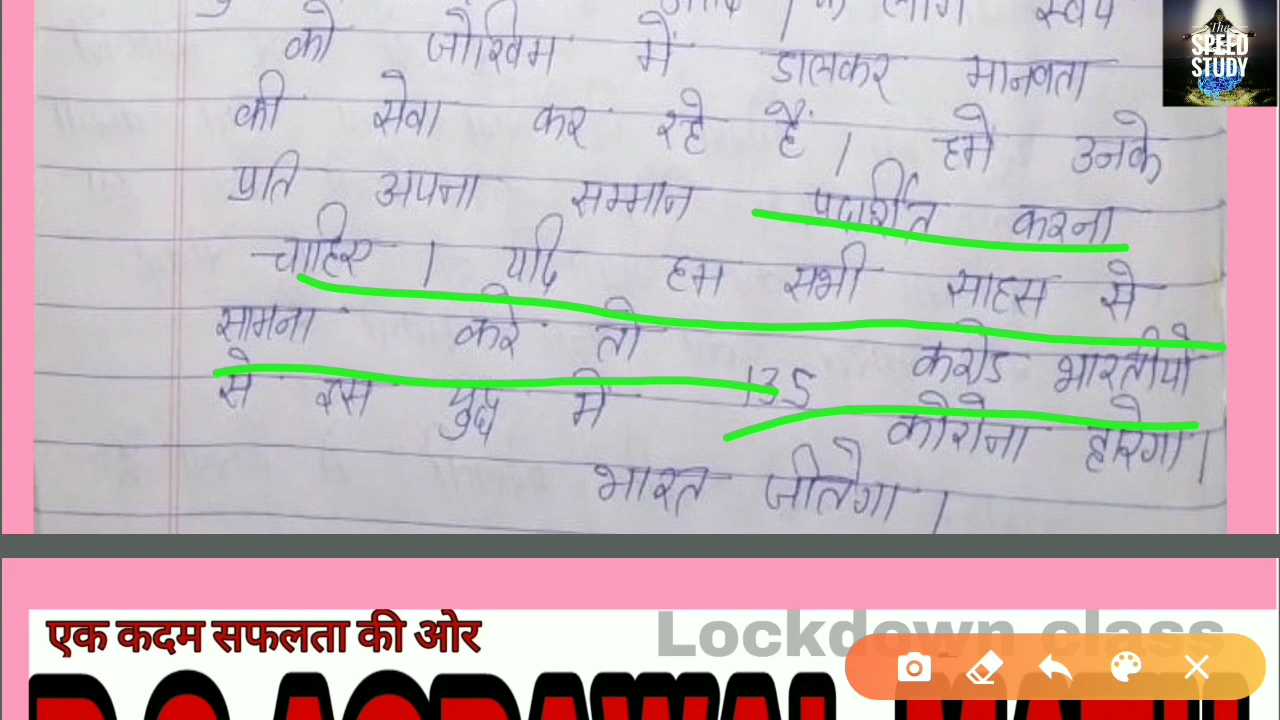 के लोग स्वयं
को जोखिम में डालकर मानवता
की सेवा कर रहे हैं । हमे उनके
प्रति अपना सम्मान प्रदर्शित करना
चाहिए । यदि हम सभी साहस से
सामना करे तो 135 करोड भारतीयो
से इस युद्ध में कोरोना हारेगा।
भारत जीतेगा ।
The
SPEED
STUDY
एक कदम सफलता की ओर
Lockdown class